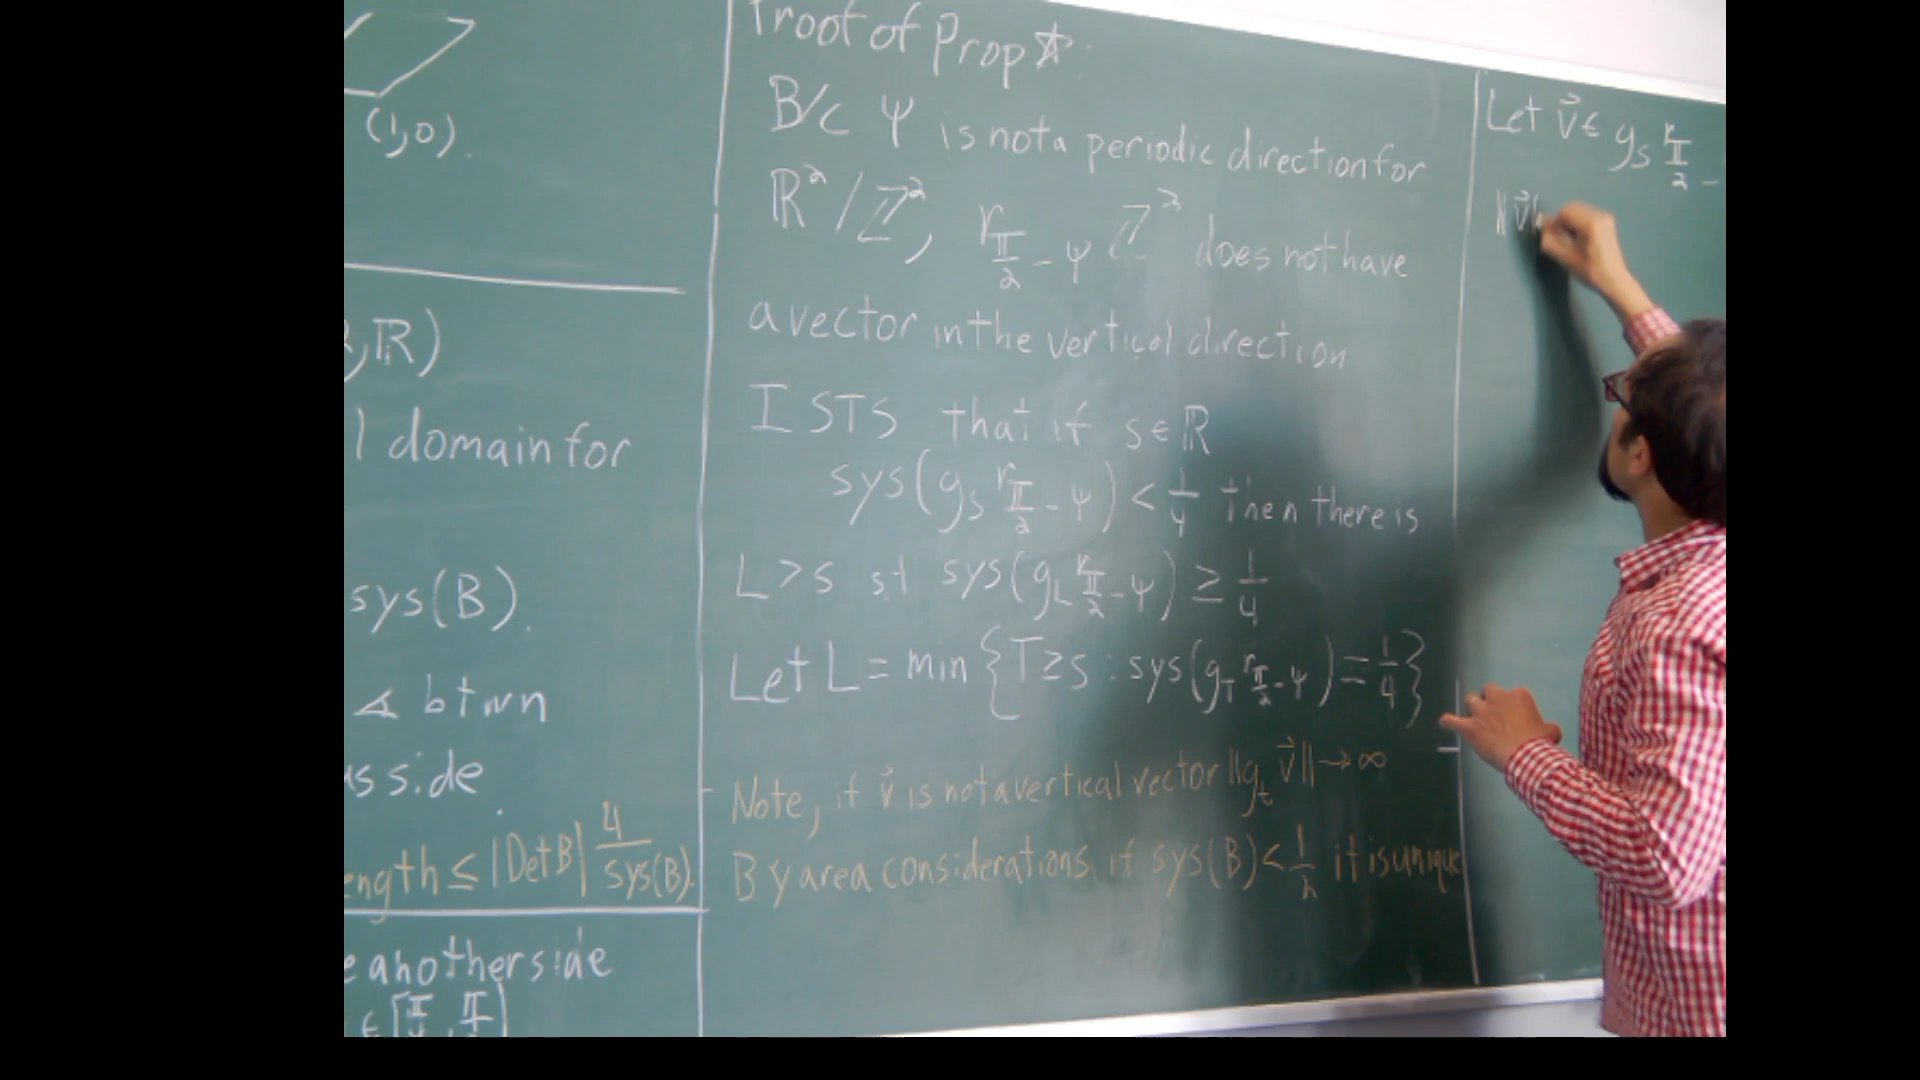 (1,0).
,ℝ)
l domain for
sys(B).
∡ btwn
side
ength ≤ |Det B| 4/sys(B).
e another side
Proof of Prop ☆:
B/c ψ is not a periodic direction for
ℝ²/ℤ², r_{π/2-ψ} ℤ² does not have
a vector in the vertical direction
ISTS that if s∈ℝ
sys(g_s r_{π/2-ψ}) < 1/4 then there is
L>s st sys(g_L r_{π/2-ψ}) ≥ 1/4
Let L = min {T≥s : sys(g_T r_{π/2-ψ}) = 1/4}
Note, if v⃗ is not a vertical vector ||g_t v⃗|| → ∞
By area considerations if sys(B) < it is unique
Let v⃗ ∈ g_s r_{π/2 -
||v⃗||